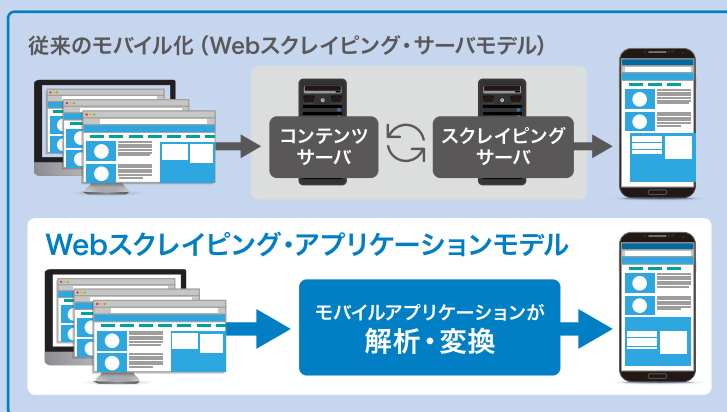 従来のモバイル化（Webスクレイピング・サーバモデル）
コンテンツ
サーバ
スクレイピング
サーバ
Webスクレイピング・アプリケーションモデル
モバイルアプリケーションが
解析・変換